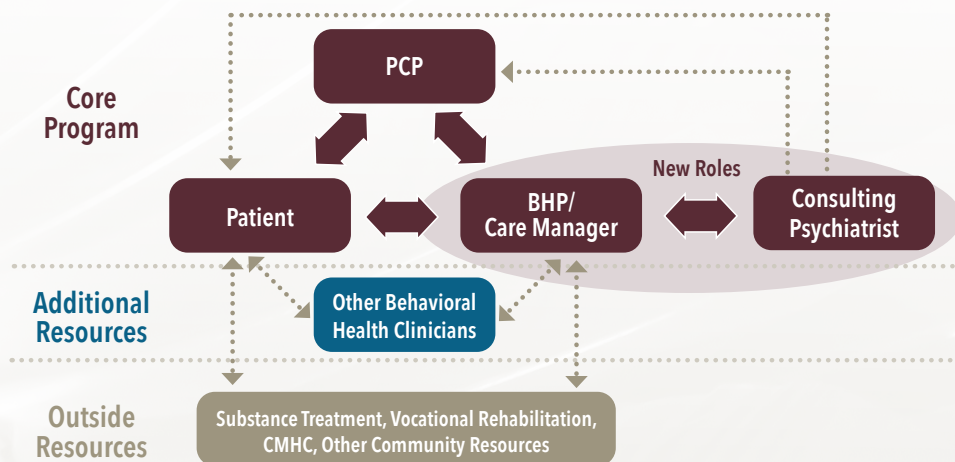 PCP
Core
Program
New Roles
Patient
BHP/
Care Manager
Consulting
Psychiatrist
Additional
Resources
Other Behavioral
Health Clinicians
Outside
Resources
Substance Treatment, Vocational Rehabilitation,
CMHC, Other Community Resources